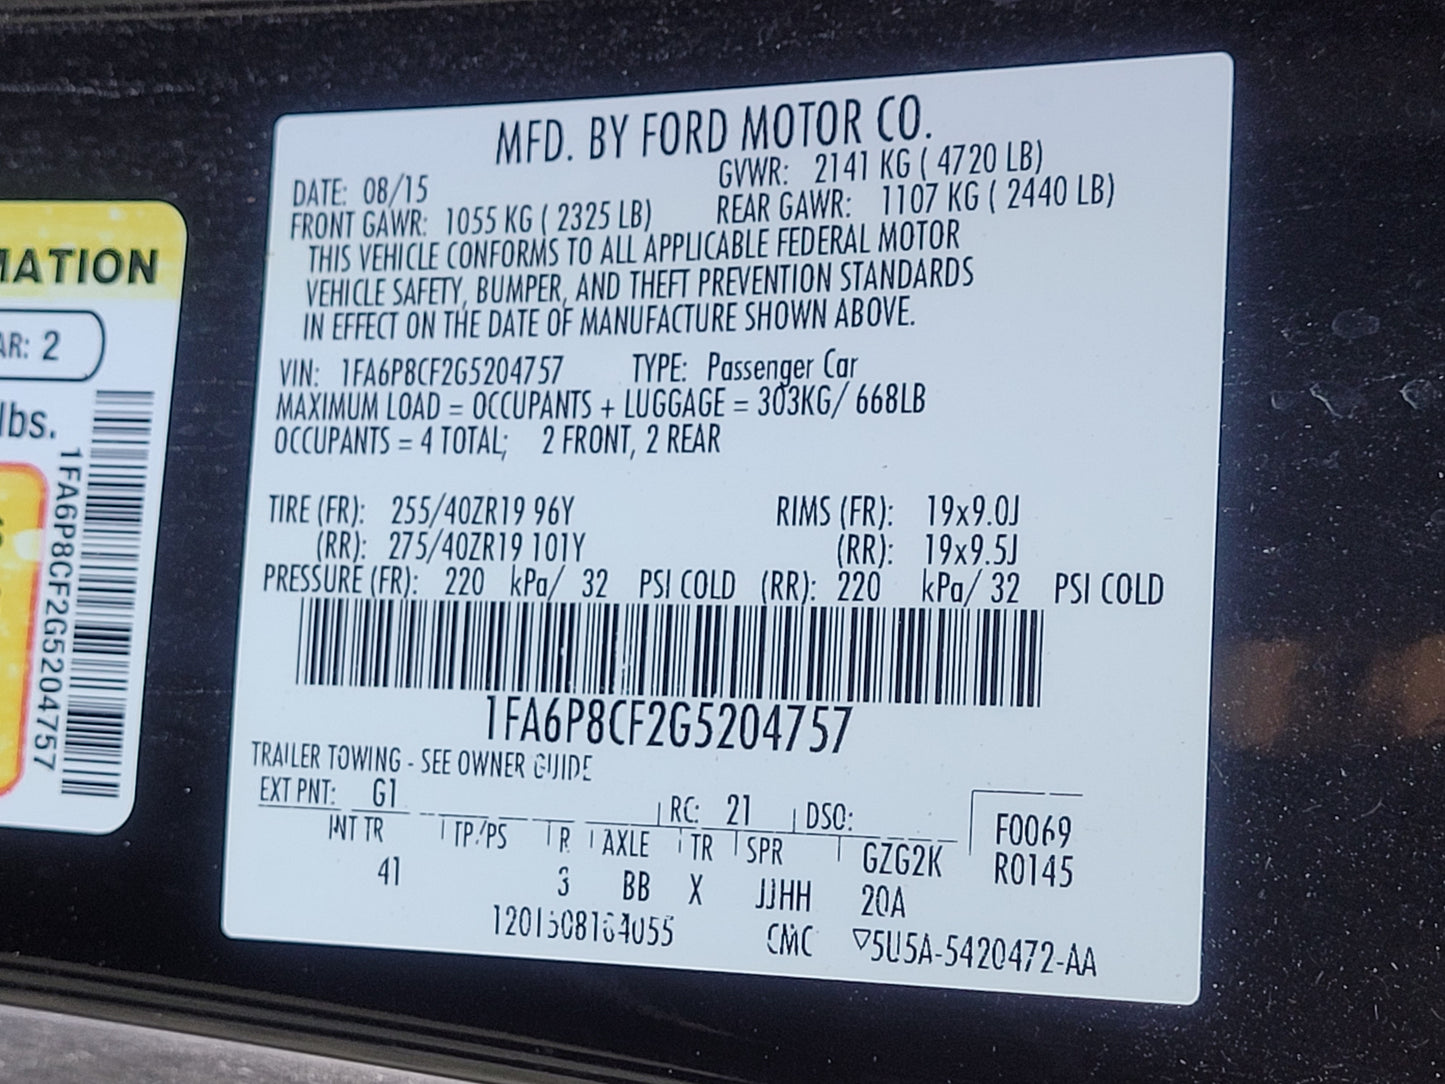 MATION
AR: 2
lbs.
1FA6P8CF2G5204757
MFD. BY FORD MOTOR CO.
DATE: 08/15 GVWR: 2141 KG ( 4720 LB)
FRONT GAWR: 1055 KG ( 2325 LB) REAR GAWR: 1107 KG ( 2440 LB)
THIS VEHICLE CONFORMS TO ALL APPLICABLE FEDERAL MOTOR
VEHICLE SAFETY, BUMPER, AND THEFT PREVENTION STANDARDS
IN EFFECT ON THE DATE OF MANUFACTURE SHOWN ABOVE.
VIN: 1FA6P8CF2G5204757 TYPE: Passenger Car
MAXIMUM LOAD = OCCUPANTS + LUGGAGE = 303KG/ 668LB
OCCUPANTS = 4 TOTAL; 2 FRONT, 2 REAR
TIRE (FR): 255/40ZR19 96Y RIMS (FR): 19x9.0J
(RR): 275/40ZR19 101Y (RR): 19x9.5J
PRESSURE (FR): 220 kPa/ 32 PSI COLD (RR): 220 kPa/ 32 PSI COLD
1FA6P8CF2G5204757
TRAILER TOWING - SEE OWNER GUIDE
EXT PNT: G1 RC: 21 DSO: F0069
INT TR TP/PS R AXLE TR SPR GZG2K R0145
41 3 BB X JJHH 20A
CMC ▽5U5A-5420472-AA